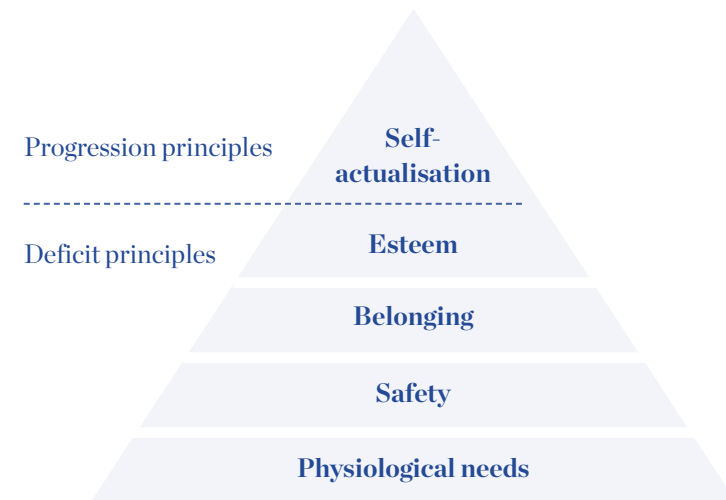 Progression principles
Self-
actualisation
Esteem
Deficit principles
Belonging
Safety
Physiological needs